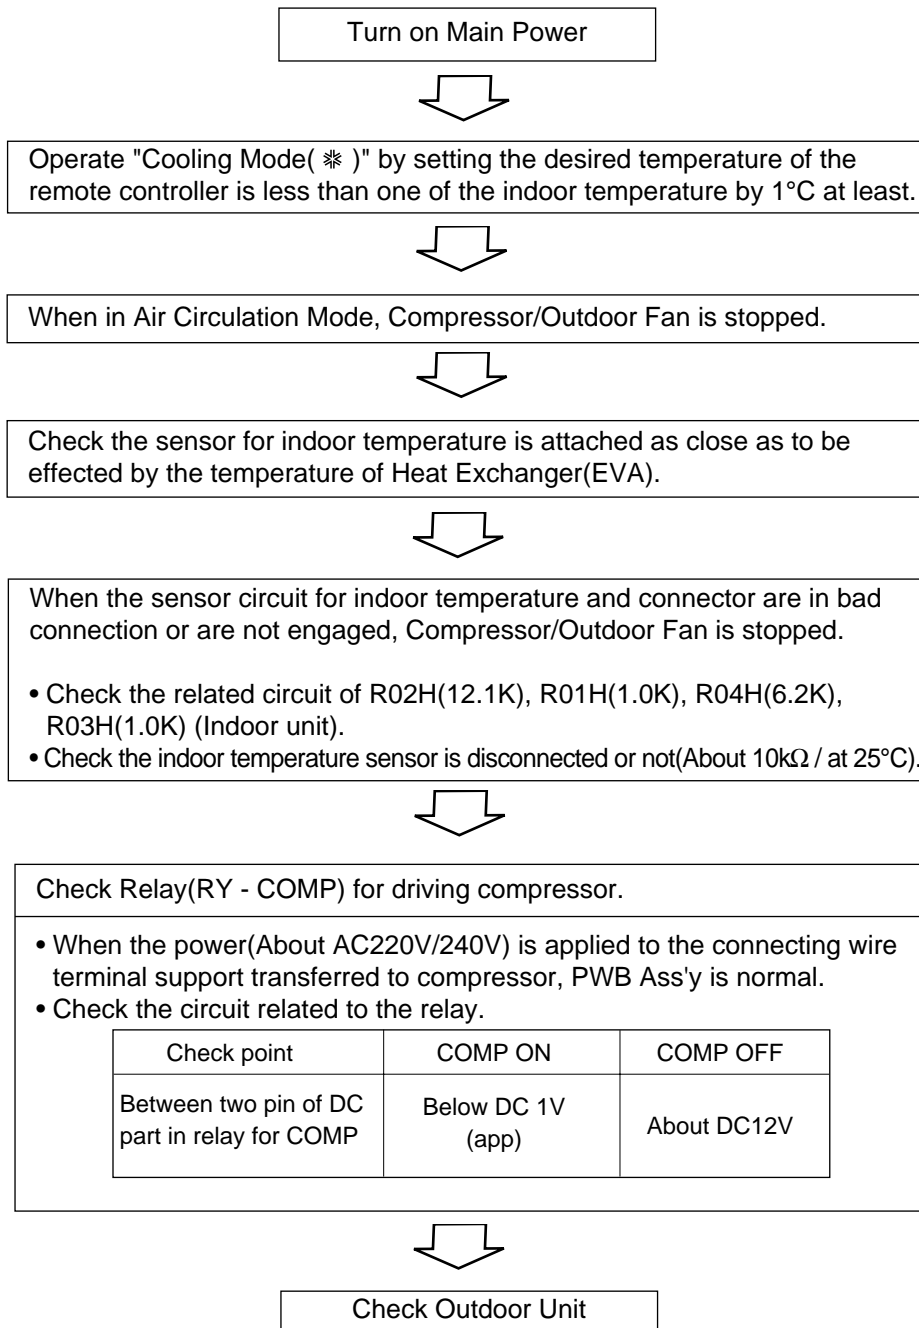 Turn on Main Power
Operate "Cooling Mode( ❊ )" by setting the desired temperature of the
remote controller is less than one of the indoor temperature by 1°C at least.
When in Air Circulation Mode, Compressor/Outdoor Fan is stopped.
Check the sensor for indoor temperature is attached as close as to be
effected by the temperature of Heat Exchanger(EVA).
When the sensor circuit for indoor temperature and connector are in bad
connection or are not engaged, Compressor/Outdoor Fan is stopped.
• Check the related circuit of R02H(12.1K), R01H(1.0K), R04H(6.2K),
R03H(1.0K) (Indoor unit).
• Check the indoor temperature sensor is disconnected or not(About 10kΩ / at 25°C).
Check Relay(RY - COMP) for driving compressor.
• When the power(About AC220V/240V) is applied to the connecting wire
terminal support transferred to compressor, PWB Ass'y is normal.
• Check the circuit related to the relay.
Check point COMP ON COMP OFF
Between two pin of DC
part in relay for COMP
Below DC 1V
(app)
About DC12V
Check Outdoor Unit